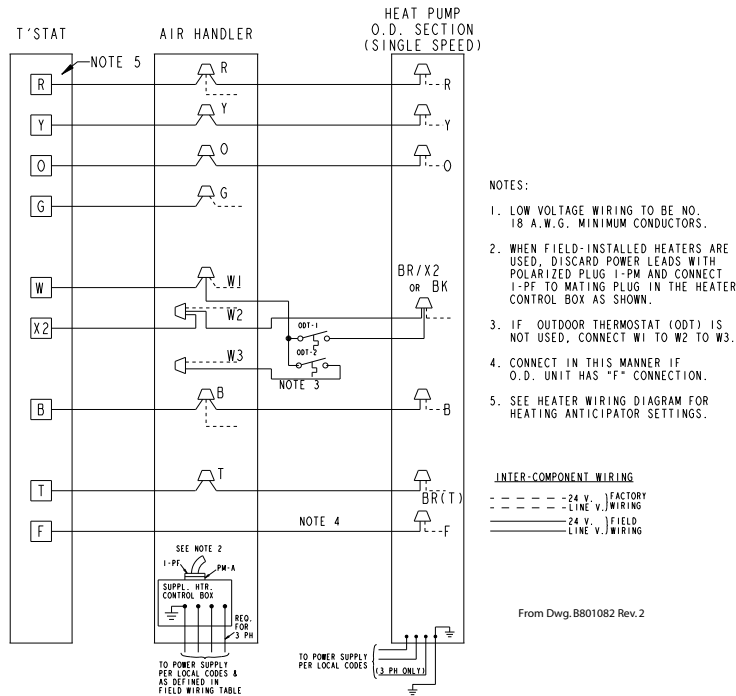 HEAT PUMP
O.D. SECTION
(SINGLE SPEED)
T'STAT
AIR HANDLER
NOTE 5
R
R
R
Y
Y
Y
O
O
O
G
G
W
W1
BR/X2
OR BK
X2
W2
ODT-1
ODT-2
W3
NOTE 3
B
B
B
T
T
BR(T)
F
NOTE 4
F
SEE NOTE 2
1-PF
PM-A
SUPPL. HTR.
CONTROL BOX
REQ.
FOR
3 PH
TO POWER SUPPLY
PER LOCAL CODES &
AS DEFINED IN
FIELD WIRING TABLE
TO POWER SUPPLY
PER LOCAL CODES
(3 PH ONLY)
NOTES:
1. LOW VOLTAGE WIRING TO BE NO.
18 A.W.G. MINIMUM CONDUCTORS.
2. WHEN FIELD-INSTALLED HEATERS ARE
USED, DISCARD POWER LEADS WITH
POLARIZED PLUG 1-PM AND CONNECT
1-PF TO MATING PLUG IN THE HEATER
CONTROL BOX AS SHOWN.
3. IF OUTDOOR THERMOSTAT (ODT) IS
NOT USED, CONNECT W1 TO W2 TO W3.
4. CONNECT IN THIS MANNER IF
O.D. UNIT HAS "F" CONNECTION.
5. SEE HEATER WIRING DIAGRAM FOR
HEATING ANTICIPATOR SETTINGS.
INTER-COMPONENT WIRING
24 V. } FACTORY
LINE V. } WIRING
24 V. } FIELD
LINE V. } WIRING
From Dwg. B801082 Rev. 2